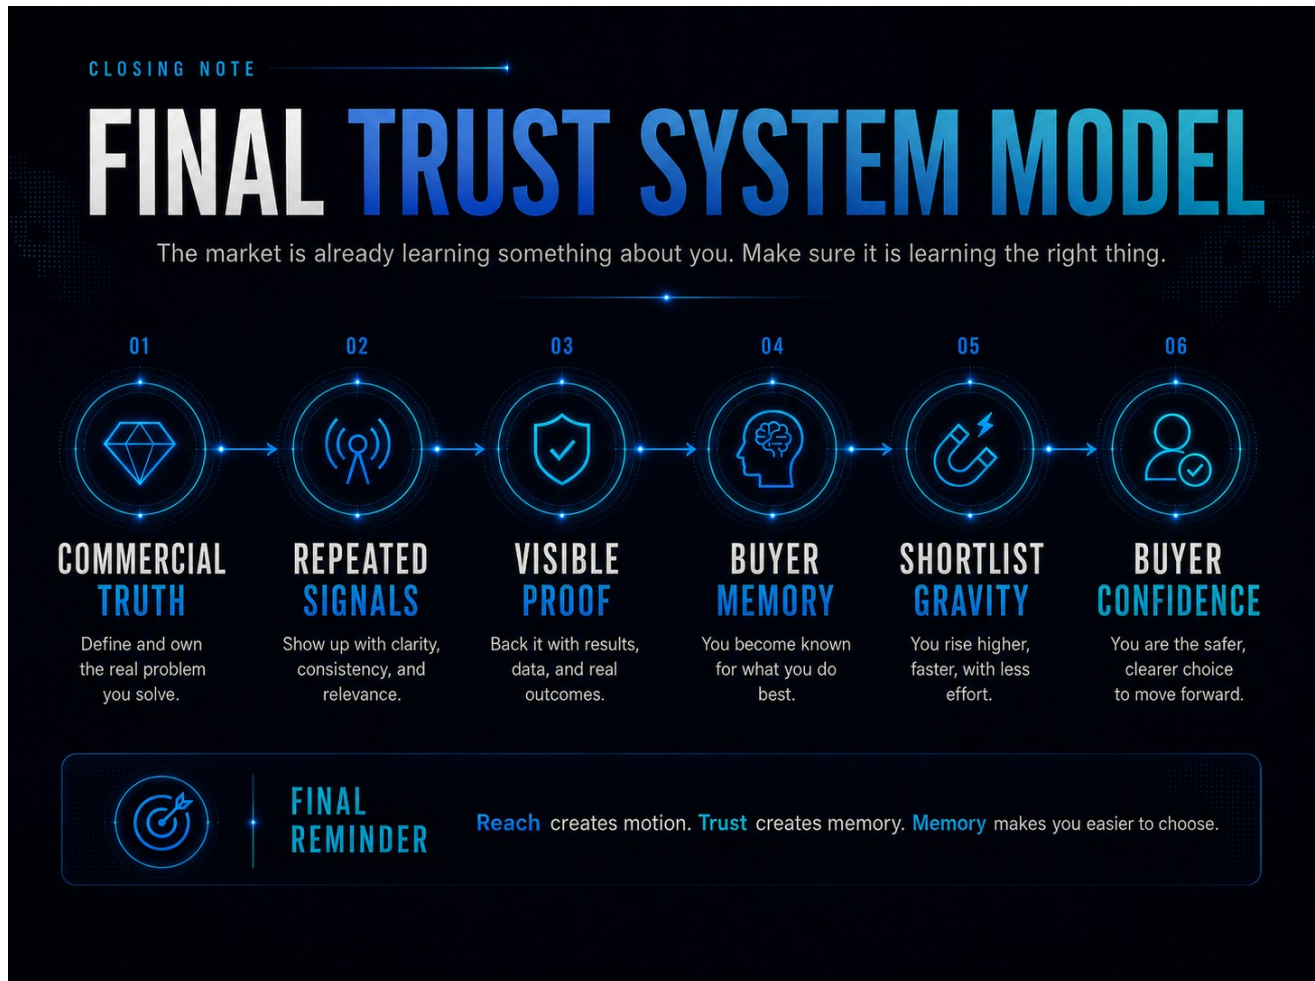 CLOSING NOTE
FINAL TRUST SYSTEM MODEL
The market is already learning something about you. Make sure it is learning the right thing.
01
COMMERCIAL
TRUTH
Define and own
the real problem
you solve.
02
REPEATED
SIGNALS
Show up with clarity,
consistency, and
relevance.
03
VISIBLE
PROOF
Back it with results,
data, and real
outcomes.
04
BUYER
MEMORY
You become known
for what you do
best.
05
SHORTLIST
GRAVITY
You rise higher,
faster, with less
effort.
06
BUYER
CONFIDENCE
You are the safer,
clearer choice
to move forward.
FINAL
REMINDER
Reach creates motion. Trust creates memory. Memory makes you easier to choose.